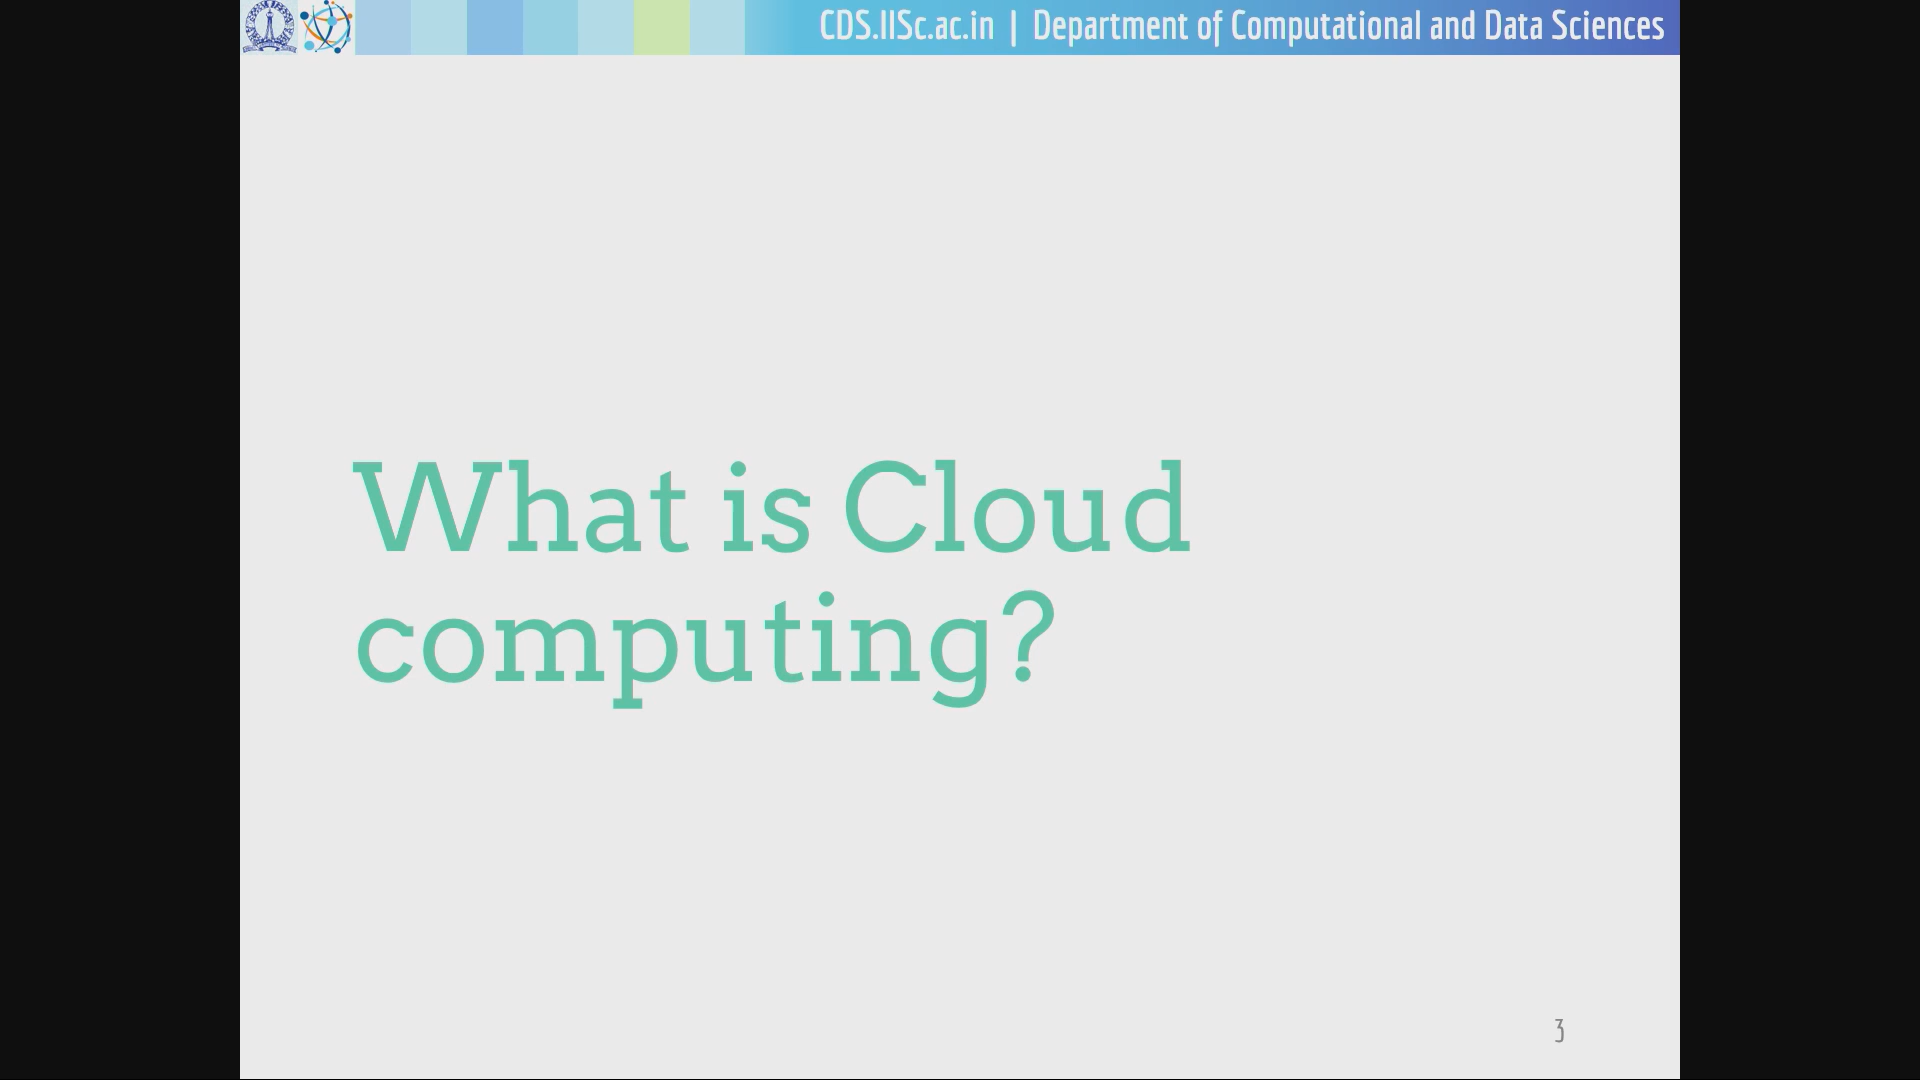 CDS.IISc.ac.in | Department of Computational and Data Sciences
What is Cloud
computing?
3